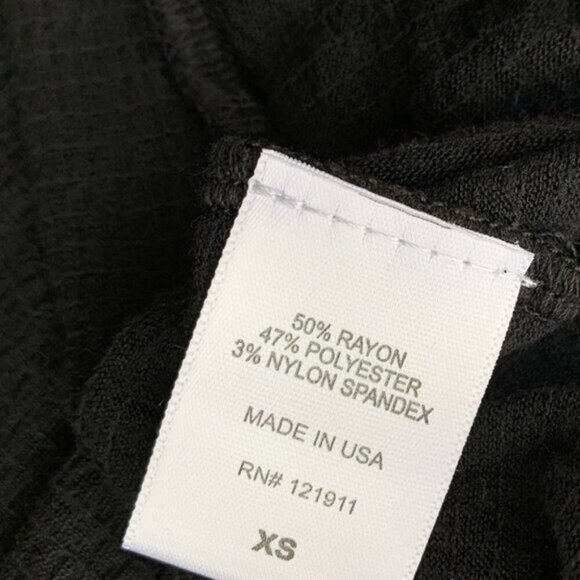 50% RAYON
47% POLYESTER
3% NYLON SPANDEX
MADE IN USA
RN# 121911
XS